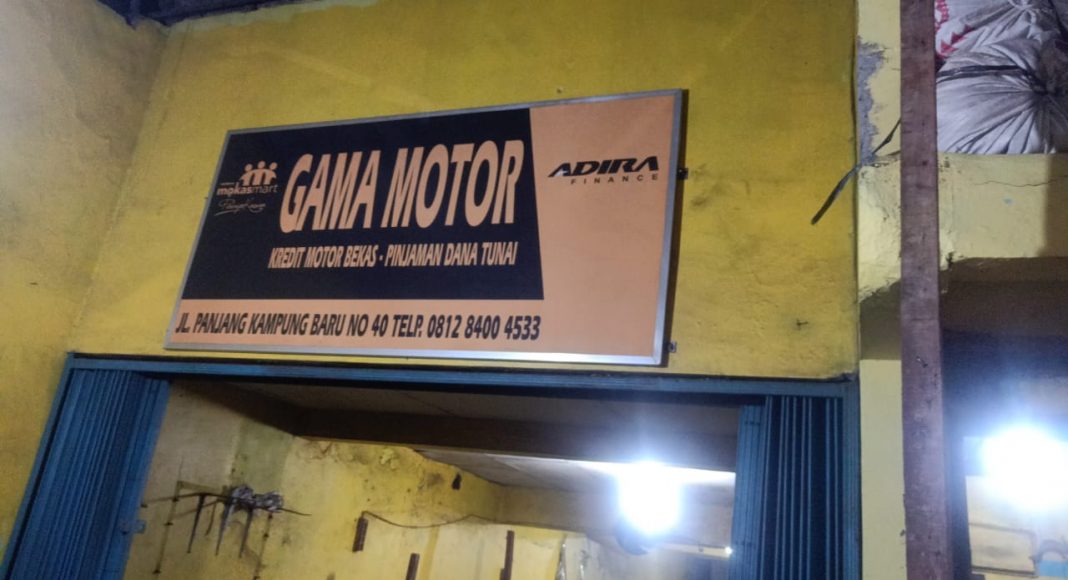 mokasmart
GAMA MOTOR
KREDIT MOTOR BEKAS - PINJAMAN DANA TUNAI
ADIRA
FINANCE
JL. PANJANG KAMPUNG BARU NO 40 TELP. 0812 8400 4533